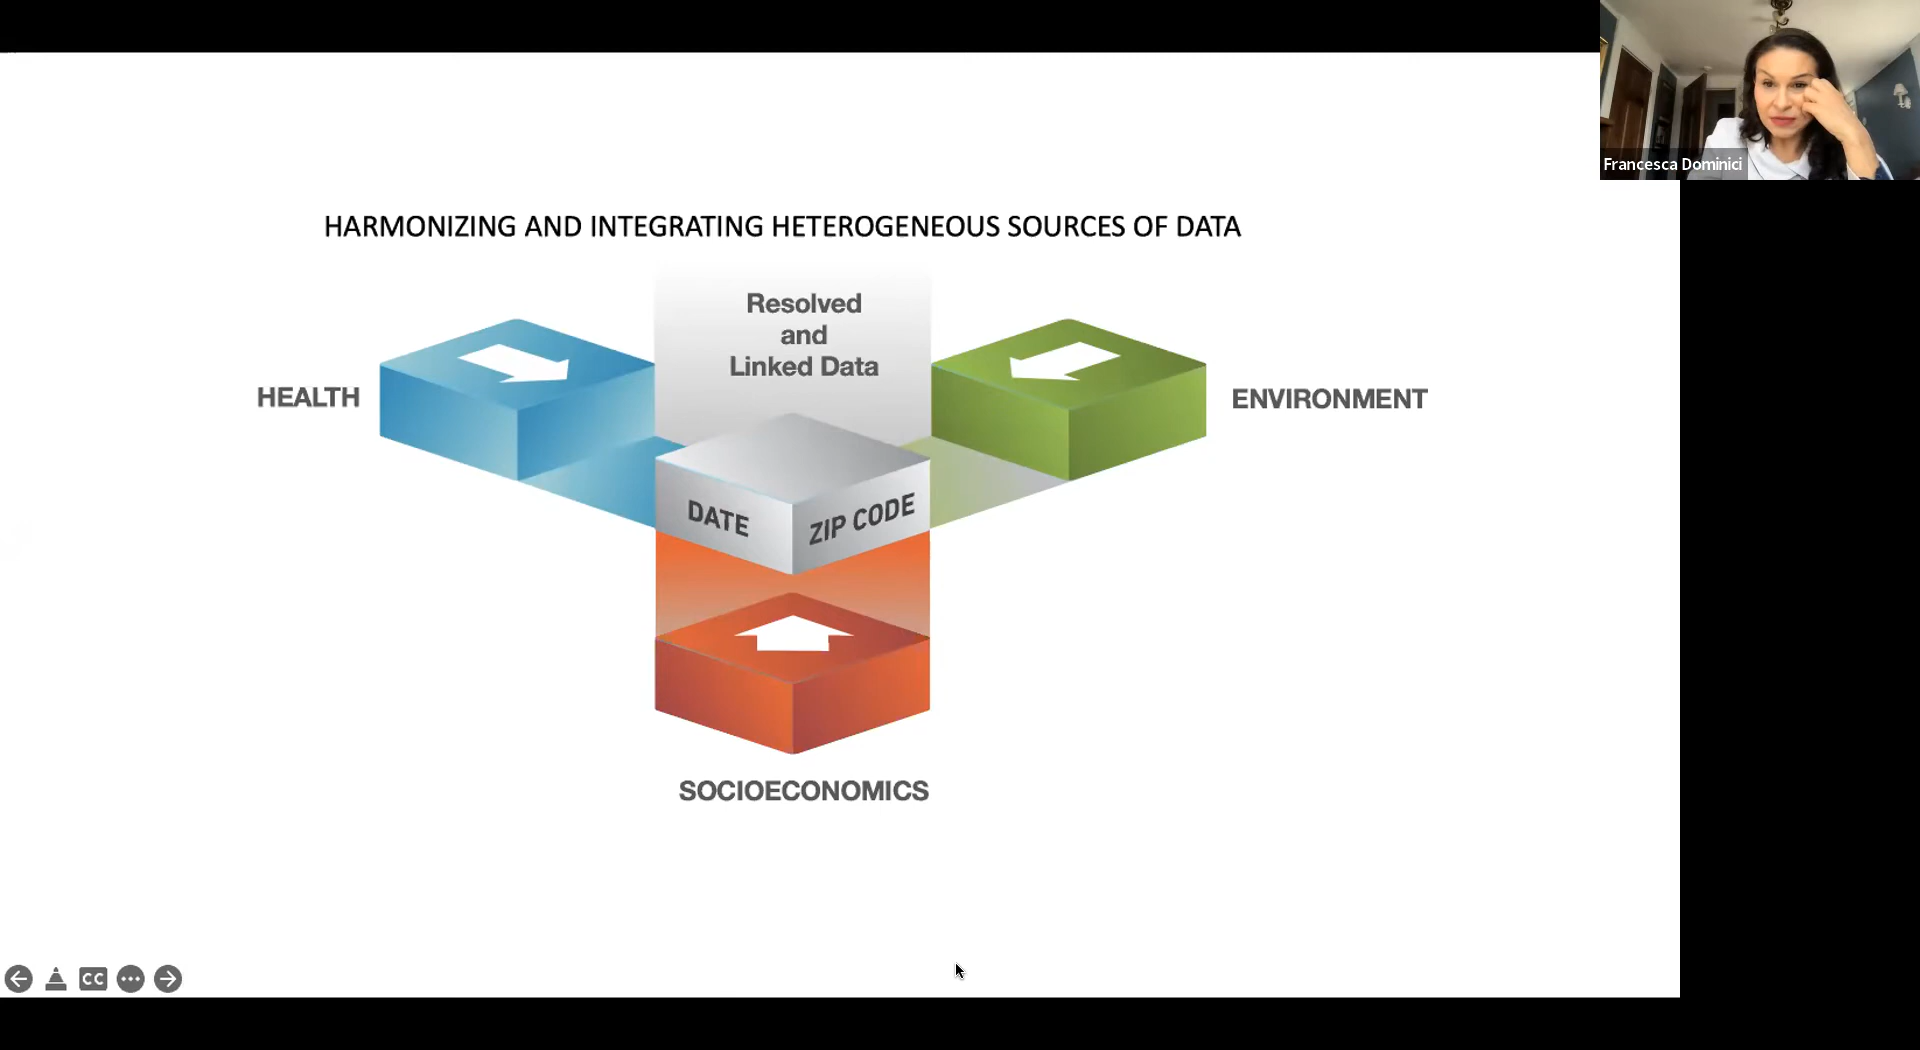 Francesca Dominici
HARMONIZING AND INTEGRATING HETEROGENEOUS SOURCES OF DATA
Resolved
and
Linked Data
HEALTH
ENVIRONMENT
DATE
ZIP CODE
SOCIOECONOMICS
CC